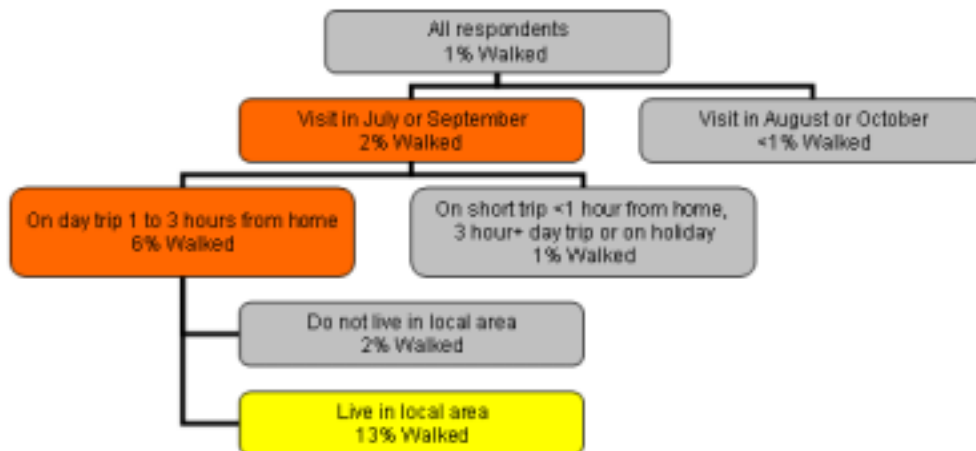 All respondents
1% Walked
Visit in July or September
2% Walked
Visit in August or October
<1% Walked
On day trip 1 to 3 hours from home
6% Walked
On short trip <1 hour from home,
3 hour+ day trip or on holiday
1% Walked
Do not live in local area
2% Walked
Live in local area
13% Walked